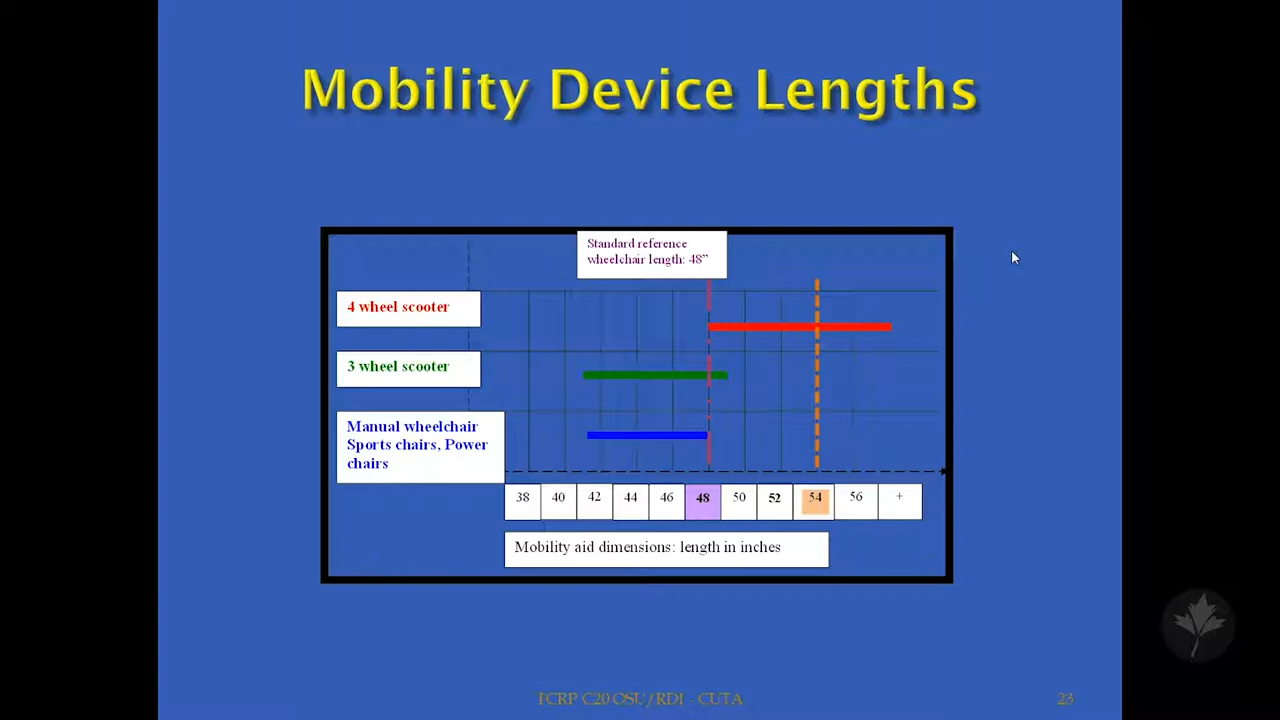 Mobility Device Lengths
Standard reference
wheelchair length: 48”
4 wheel scooter
3 wheel scooter
Manual wheelchair
Sports chairs, Power
chairs
38 40 42 44 46 48 50 52 54 56 +
Mobility aid dimensions: length in inches
TCRP C20 OSU/RDI - CUTA
23